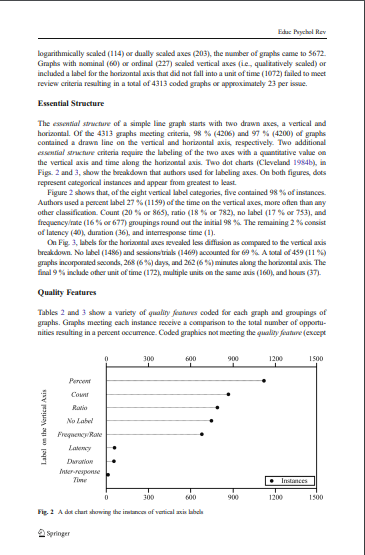 Educ Psychol Rev
logarithmically scaled (114) or dually scaled axes (203), the number of graphs came to 5672.
Graphs with nominal (60) or ordinal (227) scaled vertical axes (i.e., qualitatively scaled) or
included a label for the horizontal axis that did not fall into a unit of time (1072) failed to meet
review criteria resulting in a total of 4313 coded graphs or approximately 23 per issue.
Essential Structure
The essential structure of a simple line graph starts with two drawn axes, a vertical and
horizontal. Of the 4313 graphs meeting criteria, 98 % (4206) and 97 % (4200) of graphs
contained a drawn line on the vertical and horizontal axis, respectively. Two additional
essential structure criteria require the labeling of the two axes with a quantitative value on
the vertical axis and time along the horizontal axis. Two dot charts (Cleveland 1984b), in
Figs. 2 and 3, show the breakdown that authors used for labeling axes. On both figures, dots
represent categorical instances and appear from greatest to least.
Figure 2 shows that, of the eight vertical label categories, five contained 98 % of instances.
Authors used a percent label 27 % (1159) of the time on the vertical axes, more often than any
other classification. Count (20 % or 865), ratio (18 % or 782), no label (17 % or 753), and
frequency/rate (16 % or 677) groupings round out the initial 98 %. The remaining 2 % consist
of latency (40), duration (36), and interresponse time (1).
On Fig. 3, labels for the horizontal axes revealed less diffusion as compared to the vertical axis
breakdown. No label (1486) and sessions/trials (1469) accounted for 69 %. A total of 459 (11 %)
graphs incorporated seconds, 268 (6 %) days, and 262 (6 %) minutes along the horizontal axis. The
final 9 % include other unit of time (172), multiple units on the same axis (160), and hours (37).
Quality Features
Tables 2 and 3 show a variety of quality features coded for each graph and groupings of
graphs. Graphs meeting each instance receive a comparison to the total number of opportu-
nities resulting in a percent occurrence. Coded graphics not meeting the quality feature (except
0 300 600 900 1200 1500
Label on the Vertical Axis
Percent
Count
Ratio
No Label
Frequency/Rate
Latency
Duration
Inter-response
Time
Instances
0 300 600 900 1200 1500
Fig. 2 A dot chart showing the instances of vertical axis labels
Springer